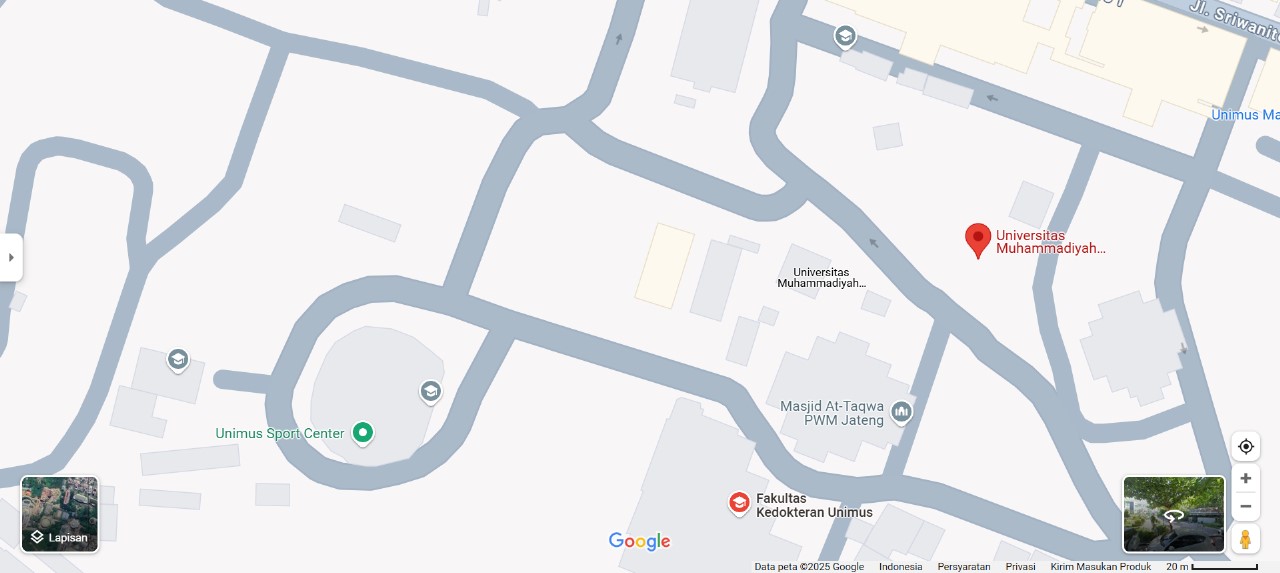 Jl. Sriwanito
Unimus Ma
Universitas
Muhammadiyah...
Universitas
Muhammadiyah...
Masjid At-Taqwa
PWM Jateng
Unimus Sport Center
Fakultas
Kedokteran Unimus
Lapisan
Google
Data peta ©2025 Google Indonesia Persyaratan Privasi Kirim Masukan Produk 20 m